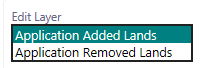 Edit Layer
Application Added Lands
Application Removed Lands